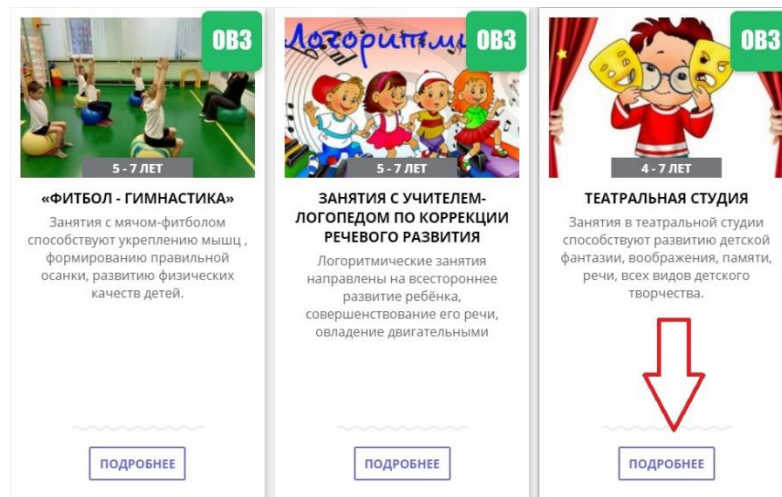 ОВЗ
5 - 7 ЛЕТ
«ФИТБОЛ - ГИМНАСТИКА»
Занятия с мячом-фитболом
способствуют укреплению мышц ,
формированию правильной
осанки, развитию физических
качеств детей.
ПОДРОБНЕЕ
Логоритми
ОВЗ
5 - 7 ЛЕТ
ЗАНЯТИЯ С УЧИТЕЛЕМ-
ЛОГОПЕДОМ ПО КОРРЕКЦИИ
РЕЧЕВОГО РАЗВИТИЯ
Логоритмические занятия
направлены на всестороннее
развитие ребёнка,
совершенствование его речи,
овладение двигательными
ПОДРОБНЕЕ
ОВЗ
4 - 7 ЛЕТ
ТЕАТРАЛЬНАЯ СТУДИЯ
Занятия в театральной студии
способствуют развитию детской
фантазии, воображения, памяти,
речи, всех видов детского
творчества.
ПОДРОБНЕЕ